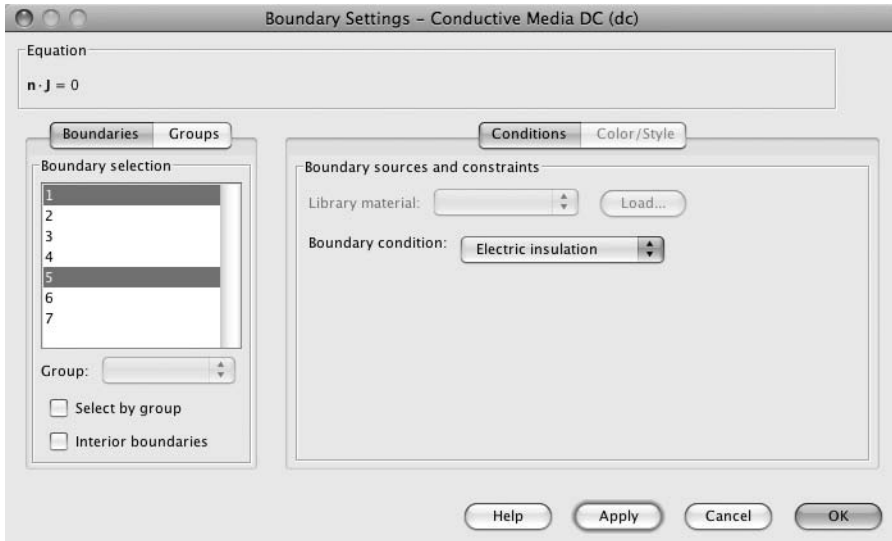 Boundary Settings – Conductive Media DC (dc)
Equation
n · J = 0
Boundaries Groups
Boundary selection
1
2
3
4
5
6
7
Group:
Select by group
Interior boundaries
Conditions Color/Style
Boundary sources and constraints
Library material: Load...
Boundary condition: Electric insulation
Help Apply Cancel OK